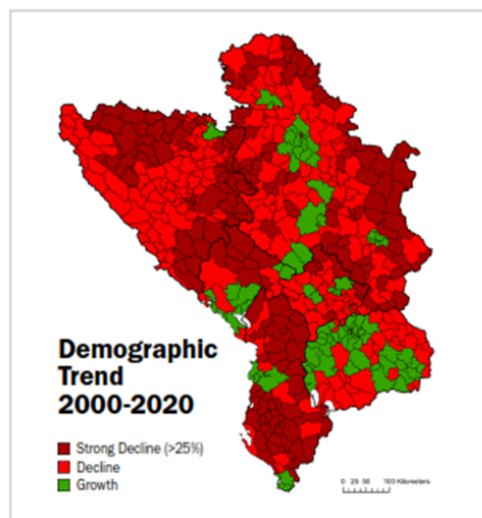 Demographic
Trend
2000-2020
Strong Decline (>25%)
Decline
Growth
0 25 50 100 Kilometers